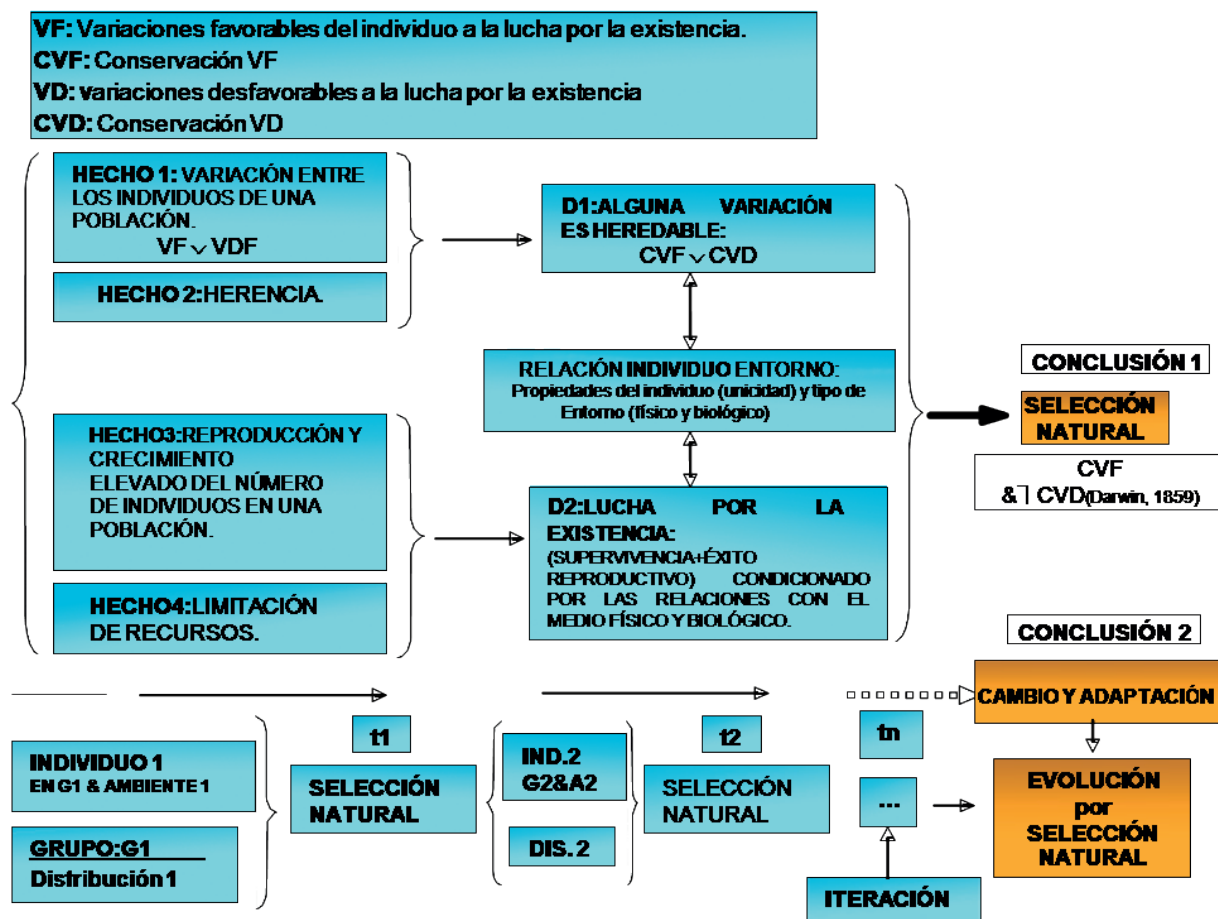 VF: Variaciones favorables del individuo a la lucha por la existencia.
CVF: Conservación VF
VD: variaciones desfavorables a la lucha por la existencia
CVD: Conservación VD
HECHO 1: VARIACIÓN ENTRE
LOS INDIVIDUOS DE UNA
POBLACIÓN.
VF ∨ VDF
HECHO 2:HERENCIA.
D1:ALGUNA VARIACIÓN
ES HEREDABLE:
CVF ∨ CVD
RELACIÓN INDIVIDUO ENTORNO:
Propiedades del individuo (unicidad) y tipo de
Entorno (físico y biológico)
HECHO3:REPRODUCCIÓN Y
CRECIMIENTO
ELEVADO DEL NÚMERO
DE INDIVIDUOS EN UNA
POBLACIÓN.
HECHO4:LIMITACIÓN
DE RECURSOS.
D2:LUCHA POR LA
EXISTENCIA:
(SUPERVIVENCIA+ÉXITO
REPRODUCTIVO) CONDICIONADO
POR LAS RELACIONES CON EL
MEDIO FÍSICO Y BIOLÓGICO.
CONCLUSIÓN 1
SELECCIÓN
NATURAL
CVF
&⅂ CVD(Darwin, 1859)
CONCLUSIÓN 2
CAMBIO Y ADAPTACIÓN
EVOLUCIÓN
por
SELECCIÓN
NATURAL
INDIVIDUO 1
EN G1 & AMBIENTE 1
GRUPO:G1
Distribución 1
t1
SELECCIÓN
NATURAL
IND.2
G2&A2
DIS. 2
t2
SELECCIÓN
NATURAL
tn
...
ITERACIÓN